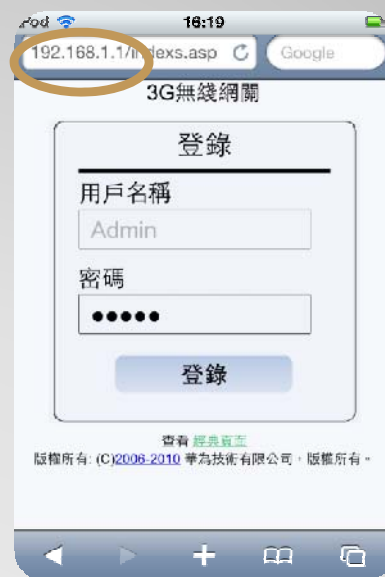 iPod 16:19
192.168.1.1/indexs.asp Google
3G無綫網關
登錄
用戶名稱
Admin
密碼
●●●●●
登錄
查看 經典頁面
版權所有: (C)2006-2010 華為技術有限公司，版權所有。